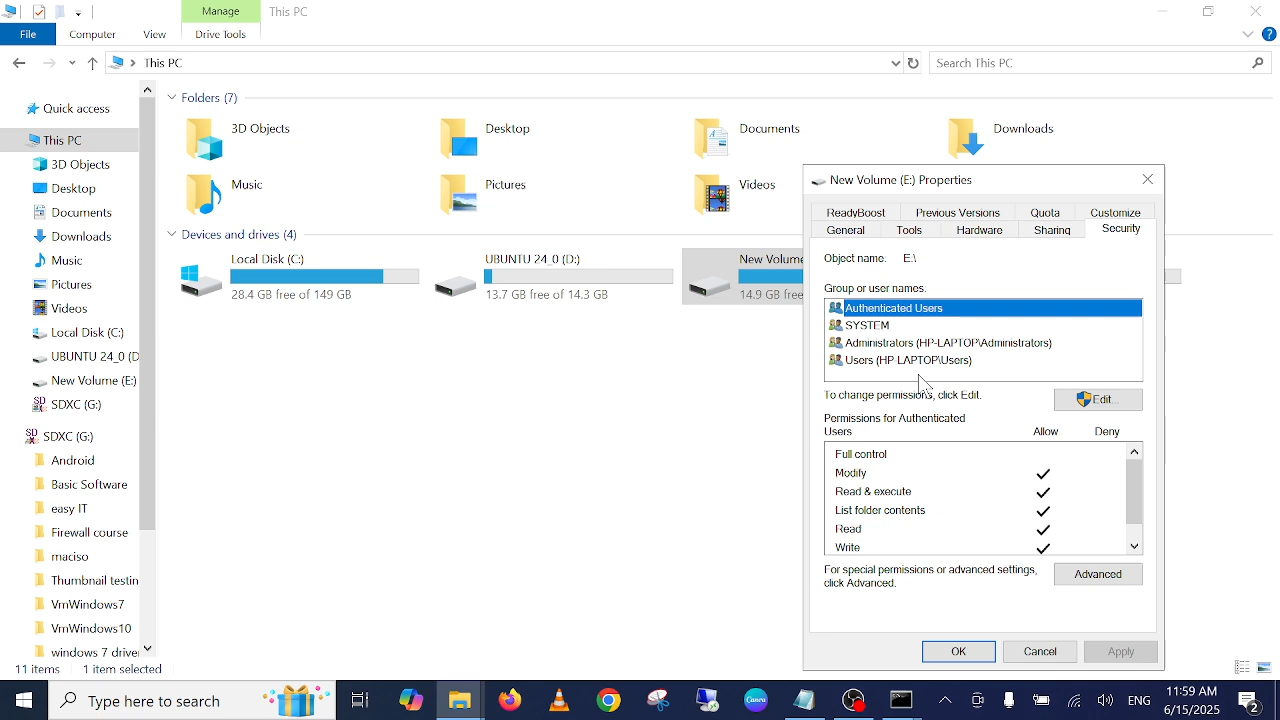 Manage
This PC
File
Computer
View
Drive Tools
This PC
Search This PC
Quick access
This PC
3D Objects
Desktop
Documents
Downloads
Music
Pictures
Videos
Local Disk (C:)
UBUNTU 24_0 (D
New Volume (E:)
SDXC (G:)
SDXC (G:)
Android
Basic Software
easy IT
Firewall course
maciso
Thumbnail testin
VmWindows7
VmWindows10
windows 7 drive
Folders (7)
3D Objects
Desktop
Documents
Downloads
Music
Pictures
Videos
Devices and drives (4)
Local Disk (C:)
28.4 GB free of 149 GB
UBUNTU 24_0 (D:)
13.7 GB free of 14.3 GB
New Volume
14.9 GB free
New Volume (E:) Properties
ReadyBoost
Previous Versions
Quota
Customize
General
Tools
Hardware
Sharing
Security
Object name: E:\
Group or user names:
Authenticated Users
SYSTEM
Administrators (HP-LAPTOP\Administrators)
Users (HP-LAPTOP\Users)
To change permissions, click Edit.
Edit...
Permissions for Authenticated
Users
Allow
Deny
Full control
Modify
Read & execute
List folder contents
Read
Write
For special permissions or advanced settings,
click Advanced.
Advanced
OK
Cancel
Apply
11 items
1 item selected
Type here to search
ENG
11:59 AM
6/15/2025
2